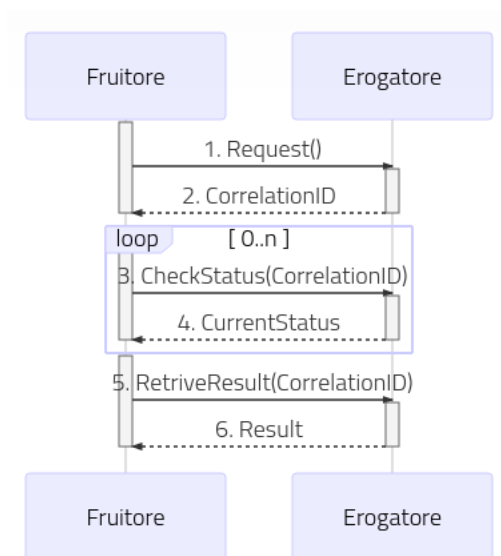 Fruitore Erogatore
1. Request()
2. CorrelationID
loop [ 0..n ]
3. CheckStatus(CorrelationID)
4. CurrentStatus
5. RetriveResult(CorrelationID)
6. Result
Fruitore Erogatore